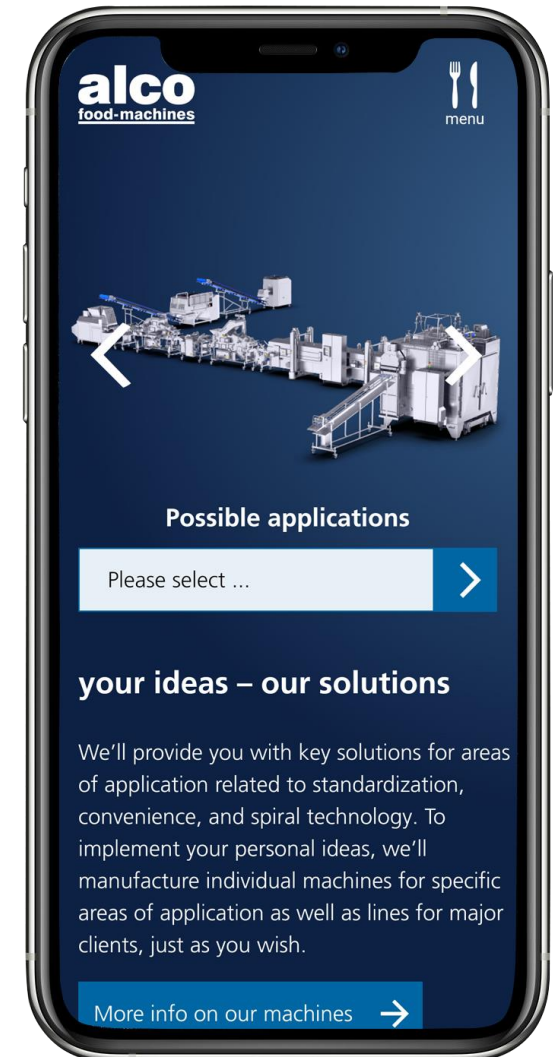 alco
food-machines
menu
Possible applications
Please select ...
your ideas – our solutions
We'll provide you with key solutions for areas
of application related to standardization,
convenience, and spiral technology. To
implement your personal ideas, we'll
manufacture individual machines for specific
areas of application as well as lines for major
clients, just as you wish.
More info on our machines